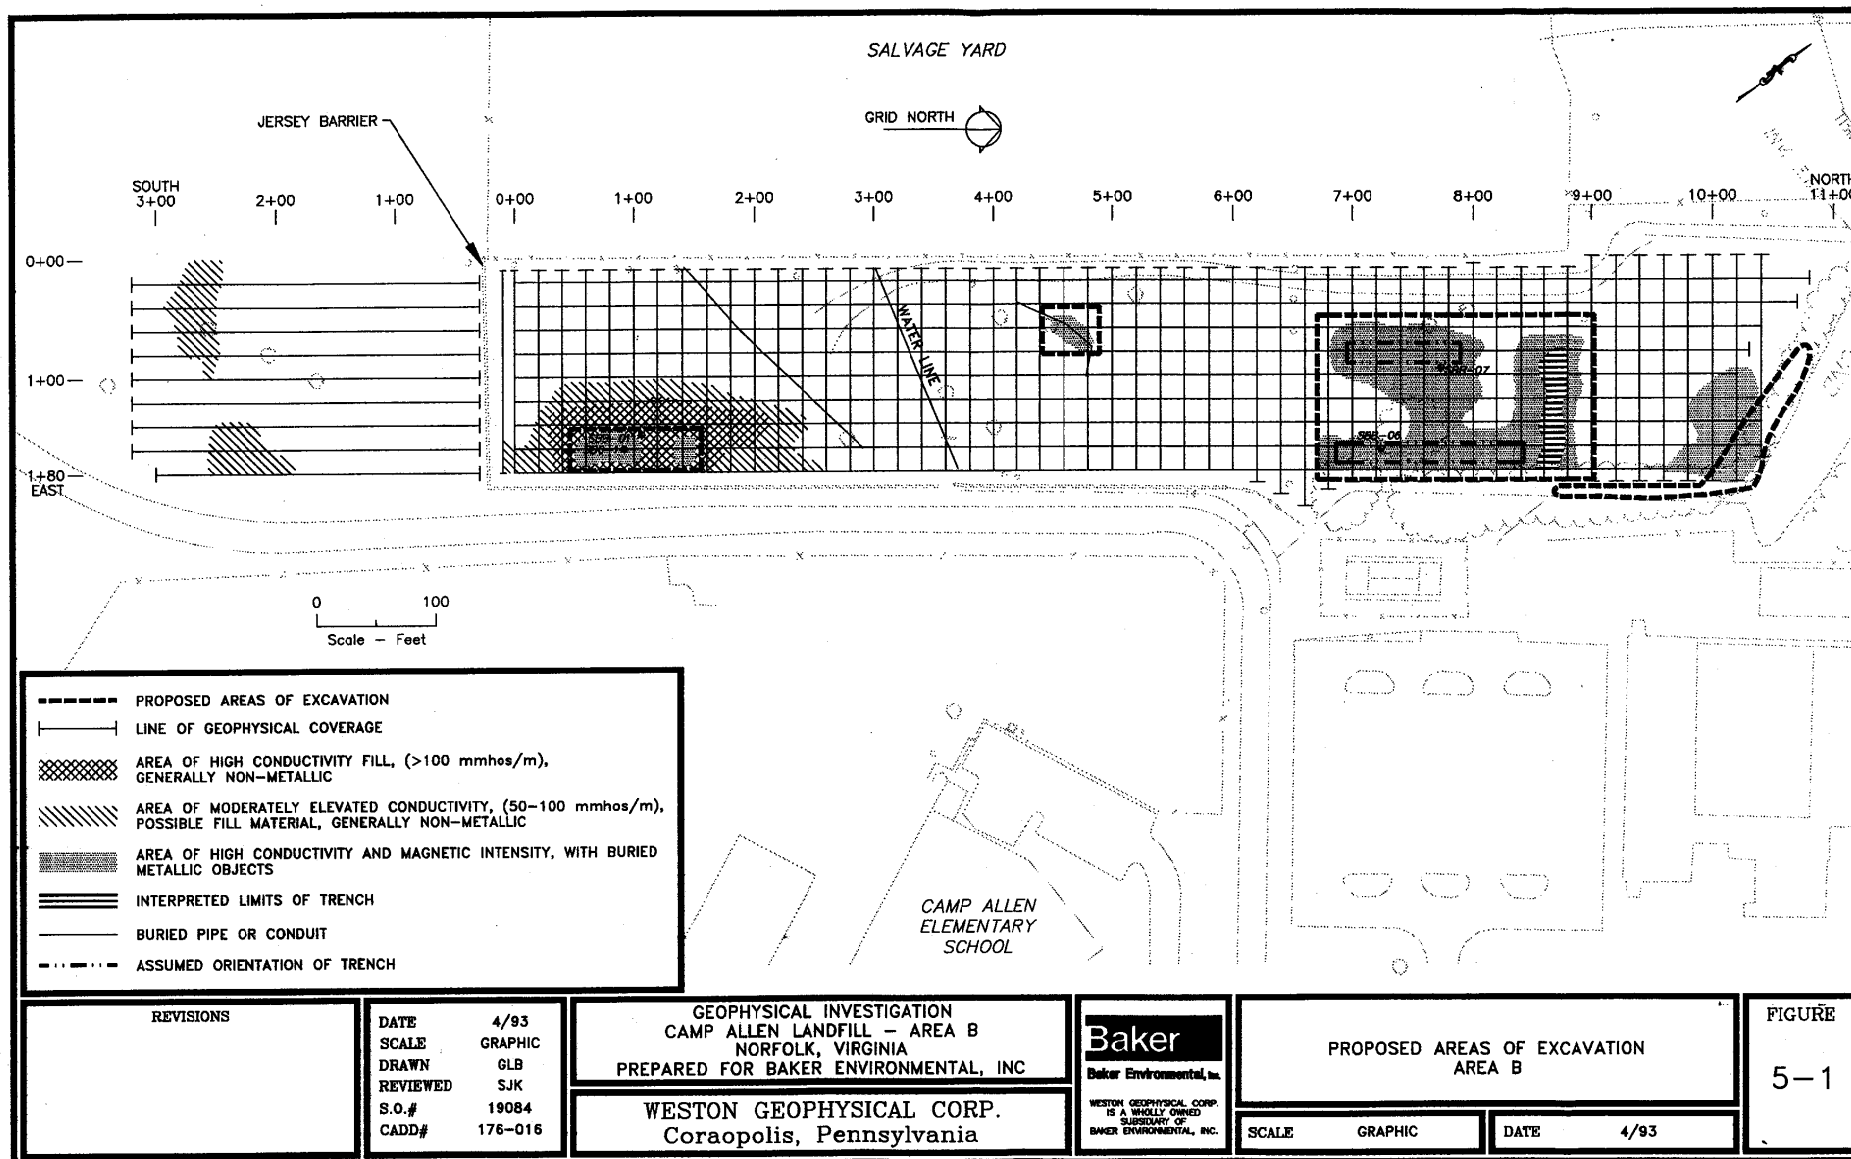 SALVAGE YARD
JERSEY BARRIER
GRID NORTH
SOUTH
3+00
2+00
1+00
0+00
1+00
2+00
3+00
4+00
5+00
6+00
7+00
8+00
9+00
10+00
NORTH
11+00
0+00
1+00
1+80
EAST
WATER LINE
SBB-07
SBB-06
0
100
Scale – Feet
PROPOSED AREAS OF EXCAVATION
LINE OF GEOPHYSICAL COVERAGE
AREA OF HIGH CONDUCTIVITY FILL, (>100 mmhos/m),
GENERALLY NON-METALLIC
AREA OF MODERATELY ELEVATED CONDUCTIVITY, (50-100 mmhos/m),
POSSIBLE FILL MATERIAL, GENERALLY NON-METALLIC
AREA OF HIGH CONDUCTIVITY AND MAGNETIC INTENSITY, WITH BURIED
METALLIC OBJECTS
INTERPRETED LIMITS OF TRENCH
BURIED PIPE OR CONDUIT
ASSUMED ORIENTATION OF TRENCH
CAMP ALLEN
ELEMENTARY
SCHOOL
REVISIONS
DATE 4/93
SCALE GRAPHIC
DRAWN GLB
REVIEWED SJK
S.O.# 19084
CADD# 176-016
GEOPHYSICAL INVESTIGATION
CAMP ALLEN LANDFILL – AREA B
NORFOLK, VIRGINIA
PREPARED FOR BAKER ENVIRONMENTAL, INC
WESTON GEOPHYSICAL CORP.
Coraopolis, Pennsylvania
Baker
Baker Environmental, Inc.
WESTON GEOPHYSICAL CORP.
IS A WHOLLY OWNED
SUBSIDIARY OF
BAKER ENVIRONMENTAL, INC.
PROPOSED AREAS OF EXCAVATION
AREA B
SCALE GRAPHIC
DATE 4/93
FIGURE
5-1